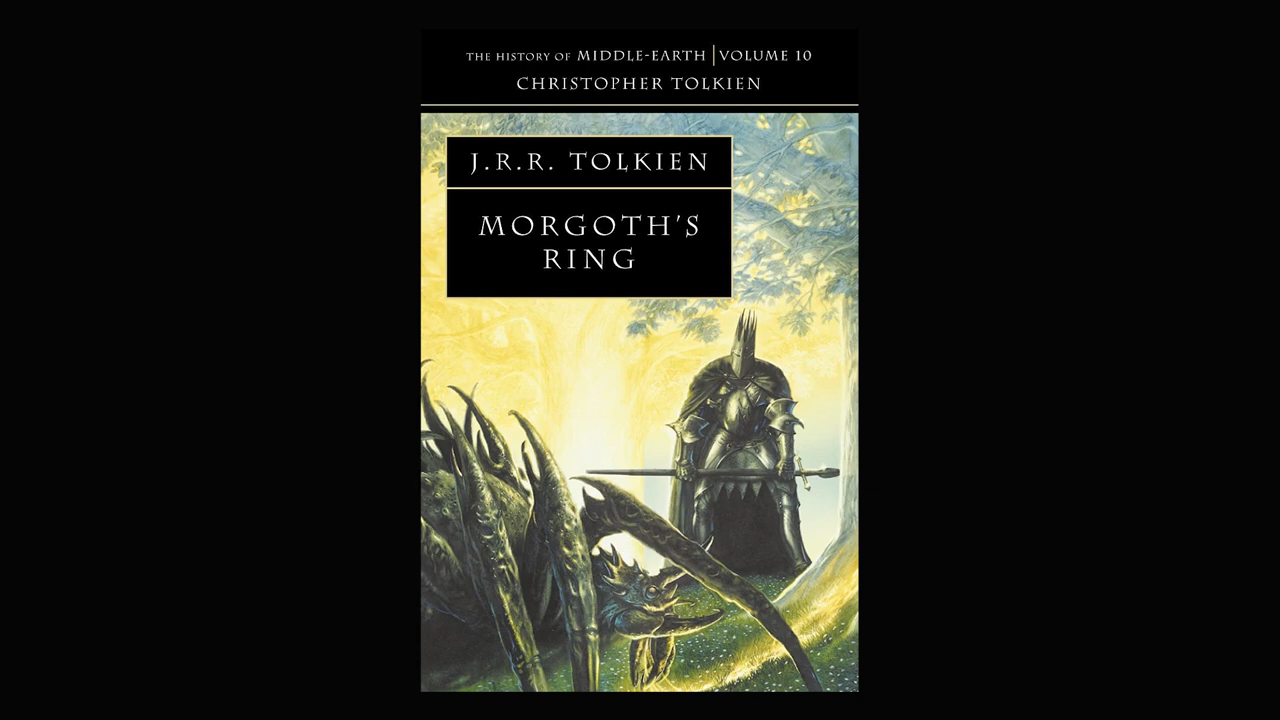 THE HISTORY OF MIDDLE-EARTH | VOLUME 10
CHRISTOPHER TOLKIEN
J.R.R. TOLKIEN
MORGOTH'S
RING